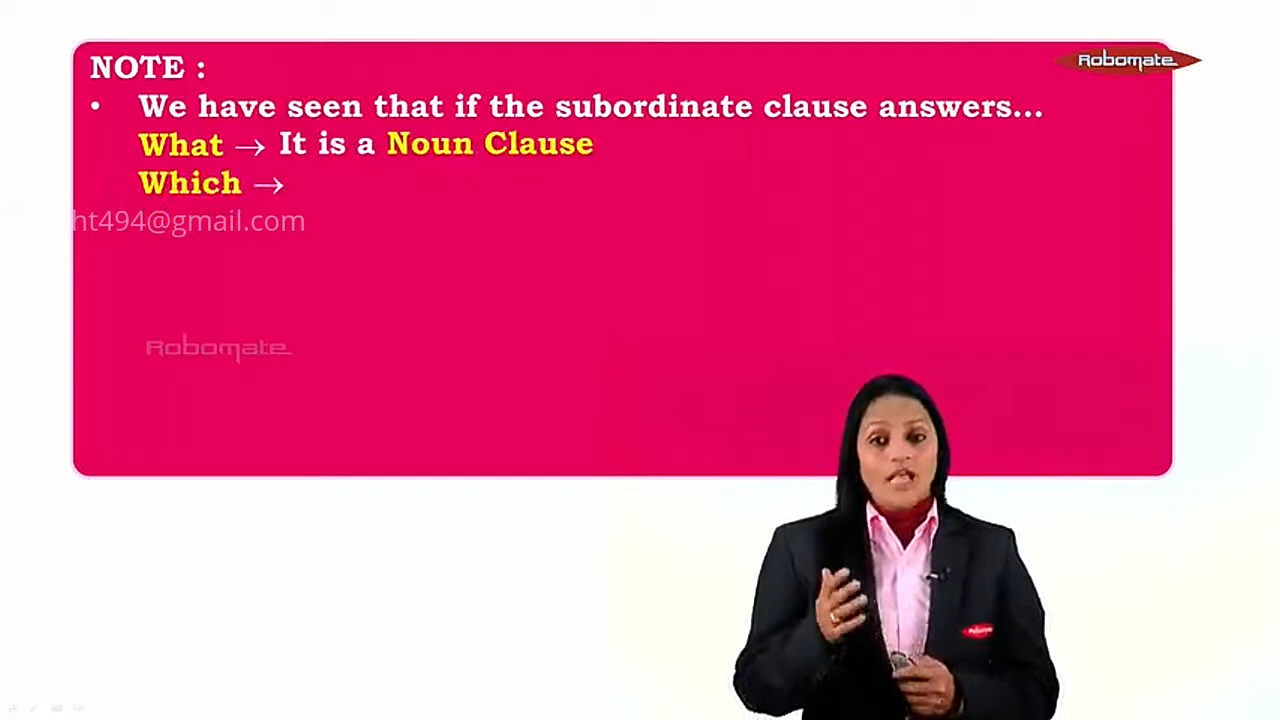 NOTE :
Robomate
• We have seen that if the subordinate clause answers...
What → It is a Noun Clause
Which →
ht494@gmail.com
Robomate